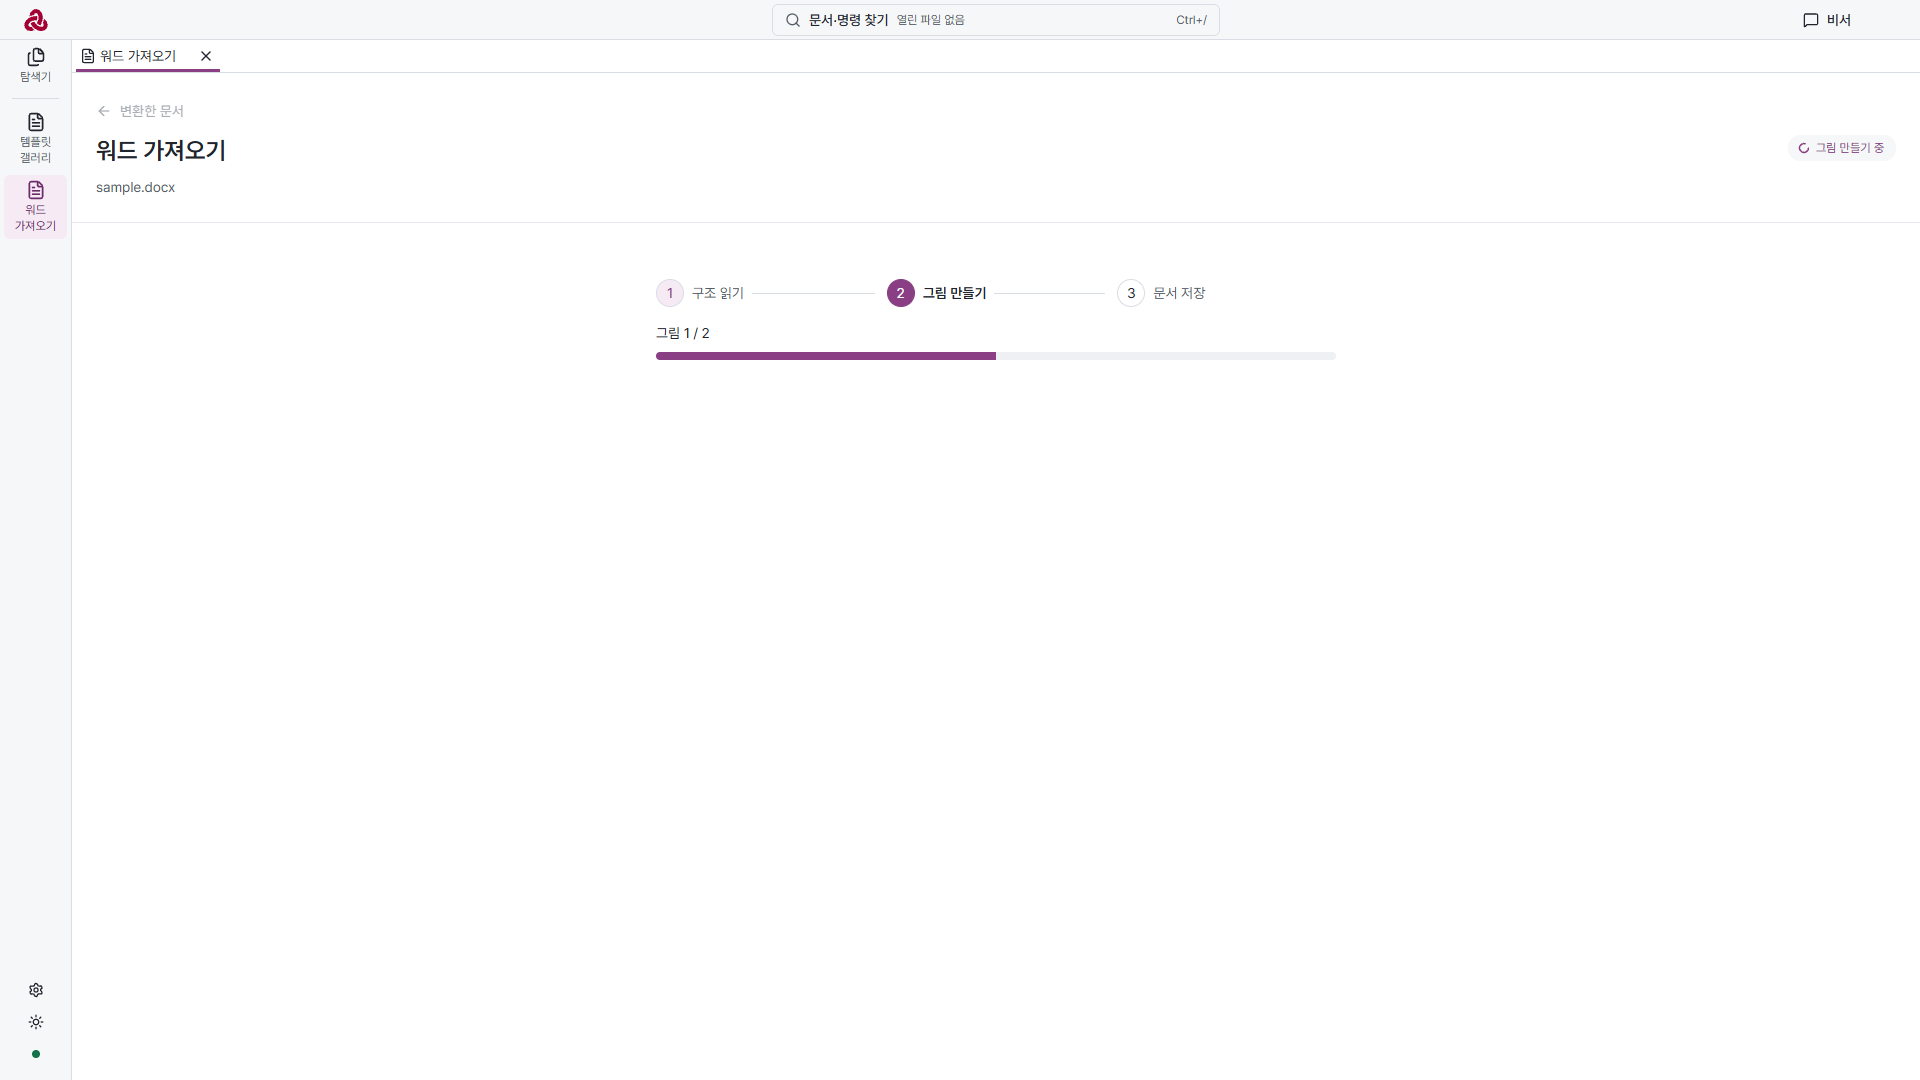 문서·명령 찾기 열린 파일 없음 Ctrl+/
비서
탐색기
템플릿
갤러리
워드
가져오기
워드 가져오기
변환한 문서
워드 가져오기
그림 만들기 중
sample.docx
1 구조 읽기
2 그림 만들기
3 문서 저장
그림 1 / 2